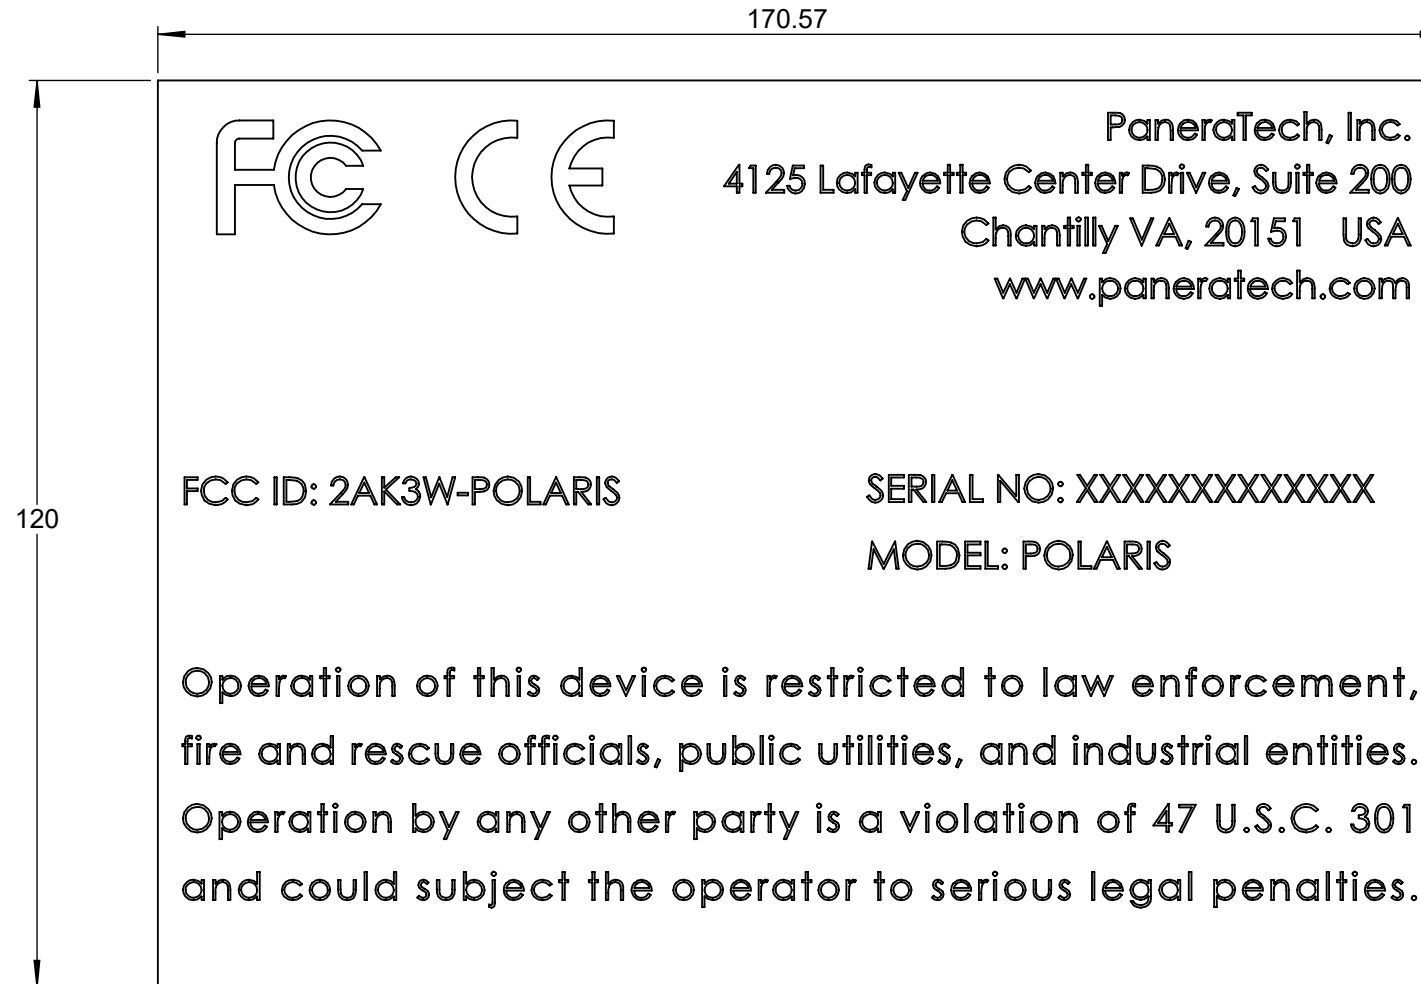 170.57
FC CE
PaneraTech, Inc.
4125 Lafayette Center Drive, Suite 200
Chantilly VA, 20151 USA
www.paneratech.com
FCC ID: 2AK3W-POLARIS
SERIAL NO: XXXXXXXXXXXXX
120
MODEL: POLARIS
Operation of this device is restricted to law enforcement,
fire and rescue officials, public utilities, and industrial entities.
Operation by any other party is a violation of 47 U.S.C. 301
and could subject the operator to serious legal penalties.